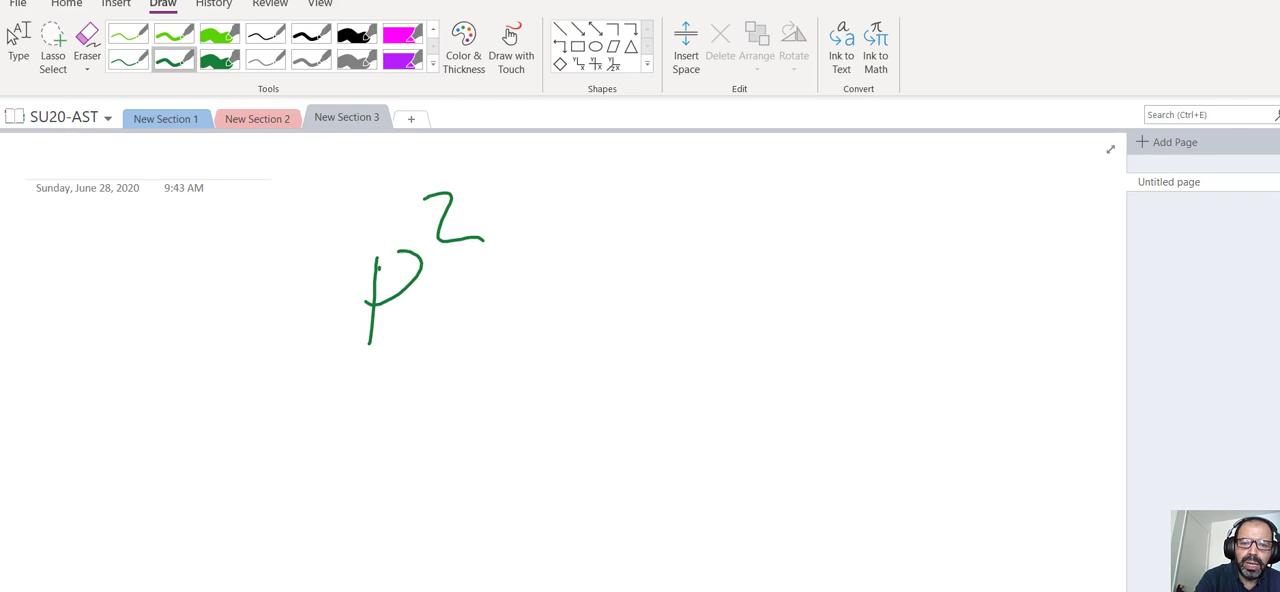 File Home Insert Draw History Review View
Type Lasso Select Eraser Color & Thickness Draw with Touch Insert Space Delete Arrange Rotate Ink to Text Ink to Math
Tools Shapes Edit Convert
SU20-AST New Section 1 New Section 2 New Section 3 + Search (Ctrl+E)
Add Page
Untitled page
Sunday, June 28, 2020 9:43 AM
p²